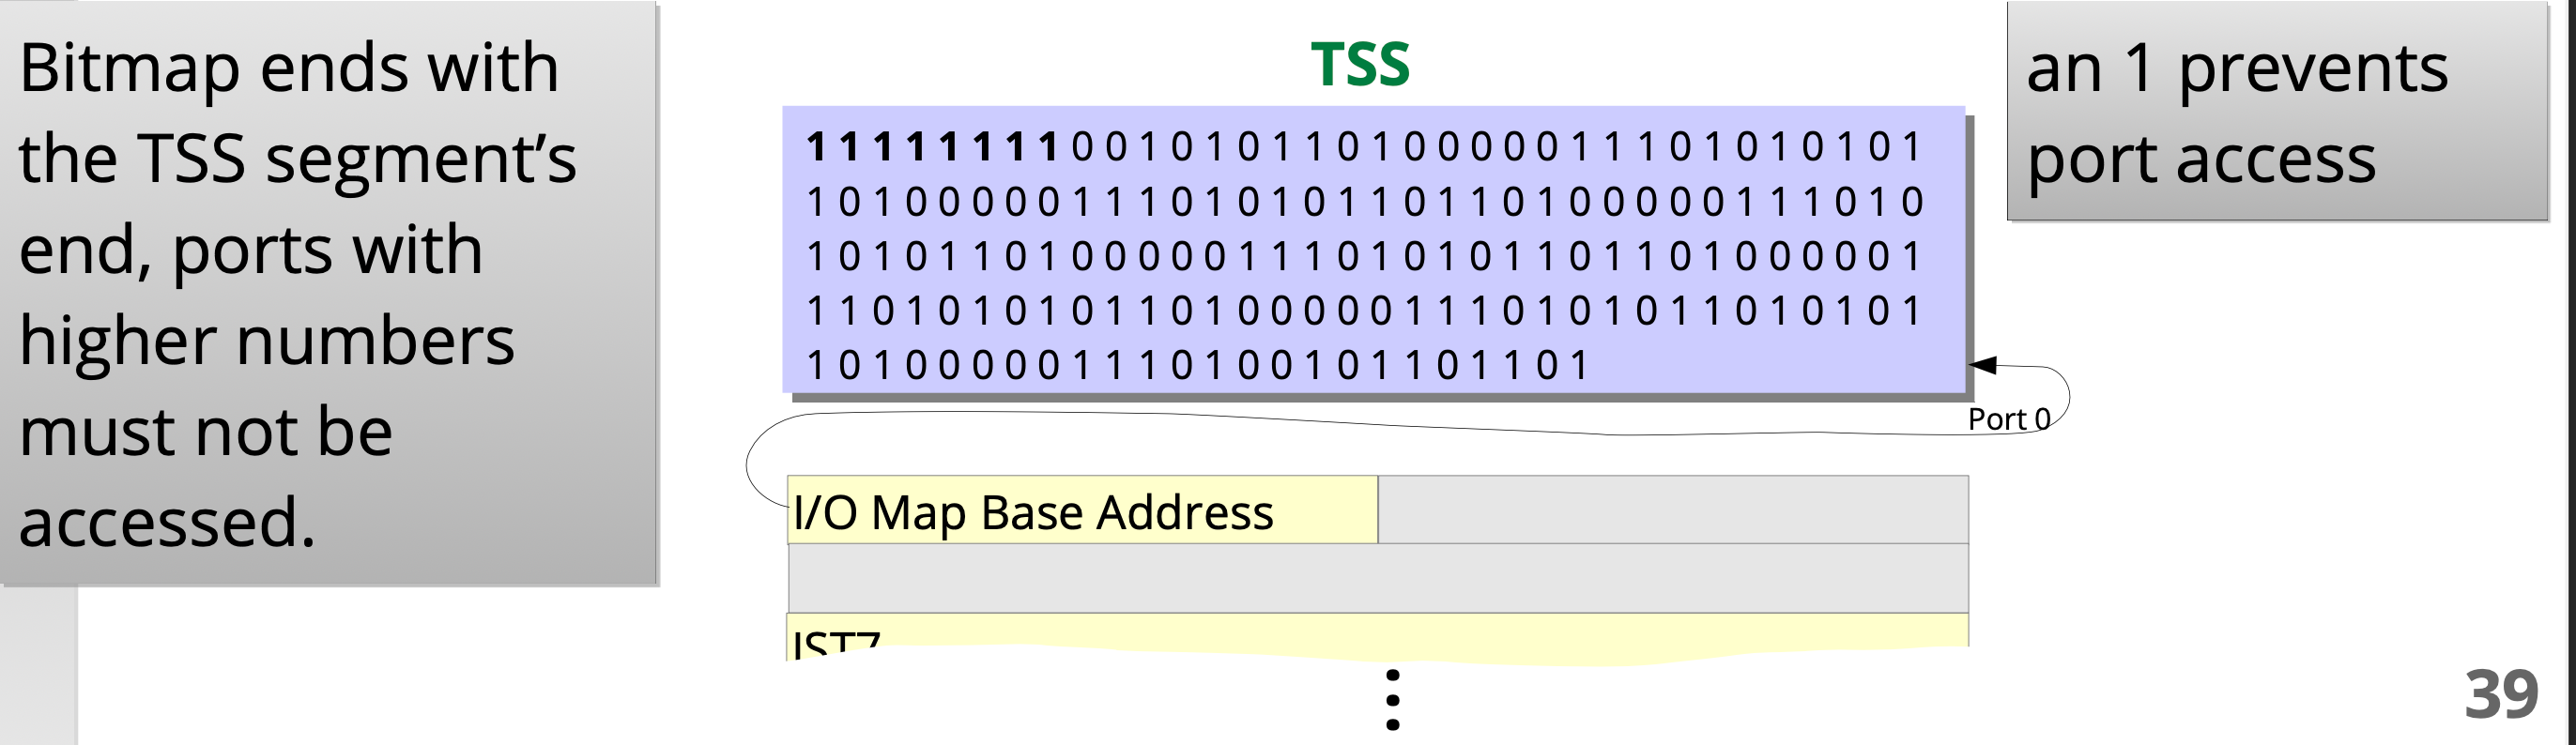 Bitmap ends with
the TSS segment's
end, ports with
higher numbers
must not be
accessed.
TSS
1 1 1 1 1 1 1 1 0 0 1 0 1 0 1 1 0 1 0 0 0 0 0 1 1 1 0 1 0 1 0 1 0 1
1 0 1 0 0 0 0 0 1 1 1 0 1 0 1 0 1 1 0 1 1 0 1 0 0 0 0 0 1 1 1 0 1 0
1 0 1 0 1 1 0 1 0 0 0 0 0 1 1 1 0 1 0 1 0 1 1 0 1 1 0 1 0 0 0 0 0 1
1 1 0 1 0 1 0 1 0 1 1 0 1 0 0 0 0 0 1 1 1 0 1 0 1 0 1 1 0 1 0 1 0 1
1 0 1 0 0 0 0 0 1 1 1 0 1 0 0 1 0 1 1 0 1 1 0 1
Port 0
I/O Map Base Address
IST7
an 1 prevents
port access
39